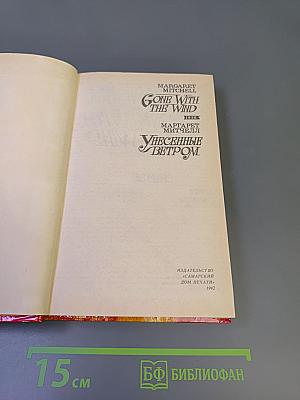 MARGARET
MITCHELL
GONE WITH
THE WIND
МАРГАРЕТ
МИТЧЕЛЛ
УНЕСЕННЫЕ
ВЕТРОМ
ИЗДАТЕЛЬСТВО
«САМАРСКИЙ
ДОМ ПЕЧАТИ»
1992
15 см
БФ БИБЛИОФАН